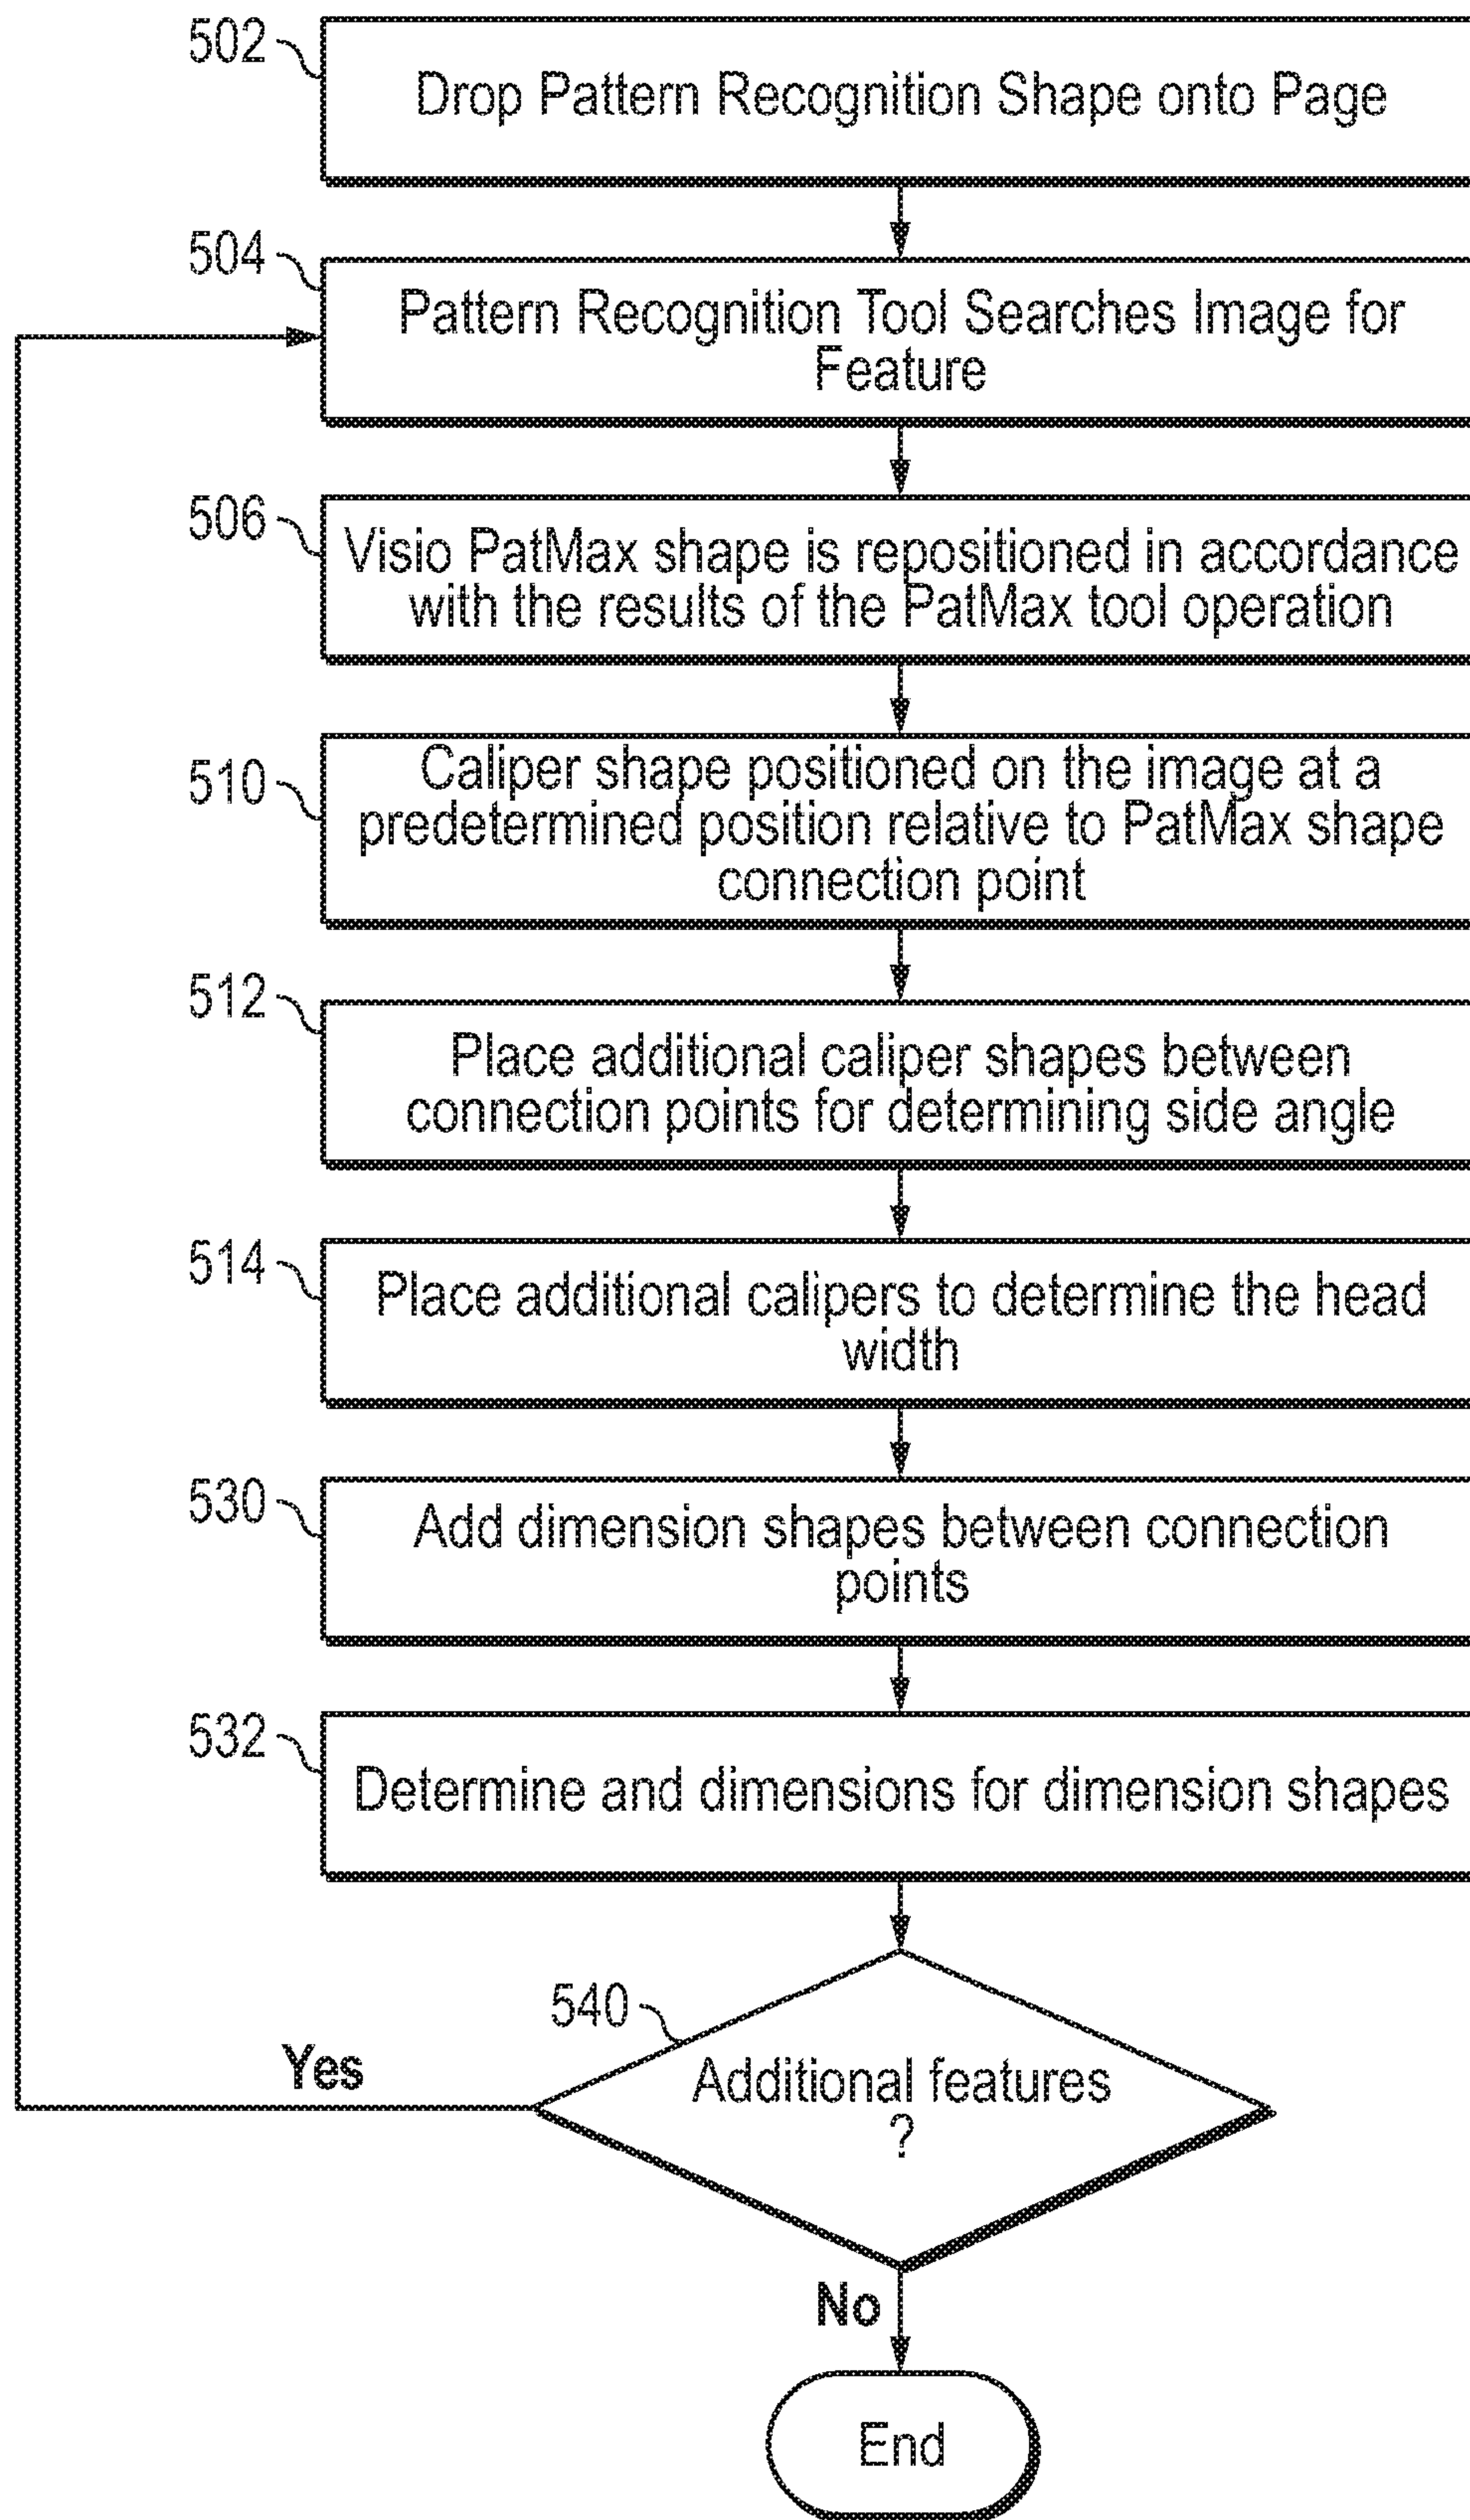 502
Drop Pattern Recognition Shape onto Page
504
Pattern Recognition Tool Searches Image for
Feature
506
Visio PatMax shape is repositioned in accordance
with the results of the PatMax tool operation
510
Caliper shape positioned on the image at a
predetermined position relative to PatMax shape
connection point
512
Place additional caliper shapes between
connection points for determining side angle
514
Place additional calipers to determine the head
width
530
Add dimension shapes between connection
points
532
Determine and dimensions for dimension shapes
540
Additional features
?
Yes
No
End